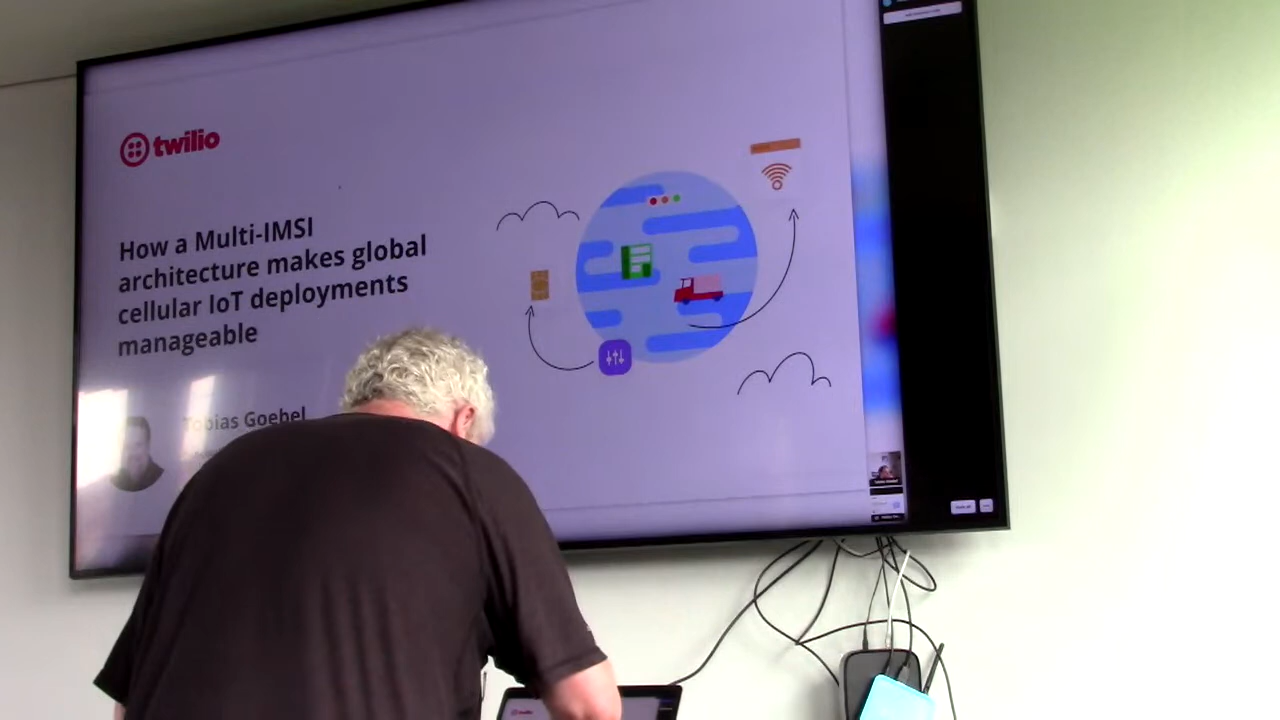 twilio
How a Multi-IMSI
architecture makes global
cellular IoT deployments
manageable
Tobias Goebel